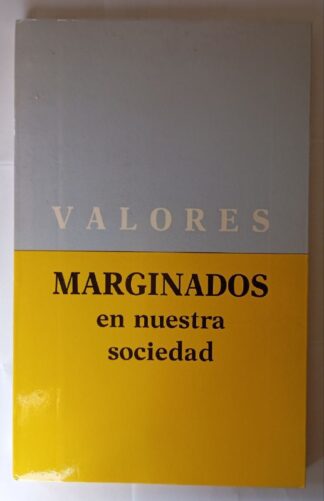 VALORES
MARGINADOS
en nuestra
sociedad